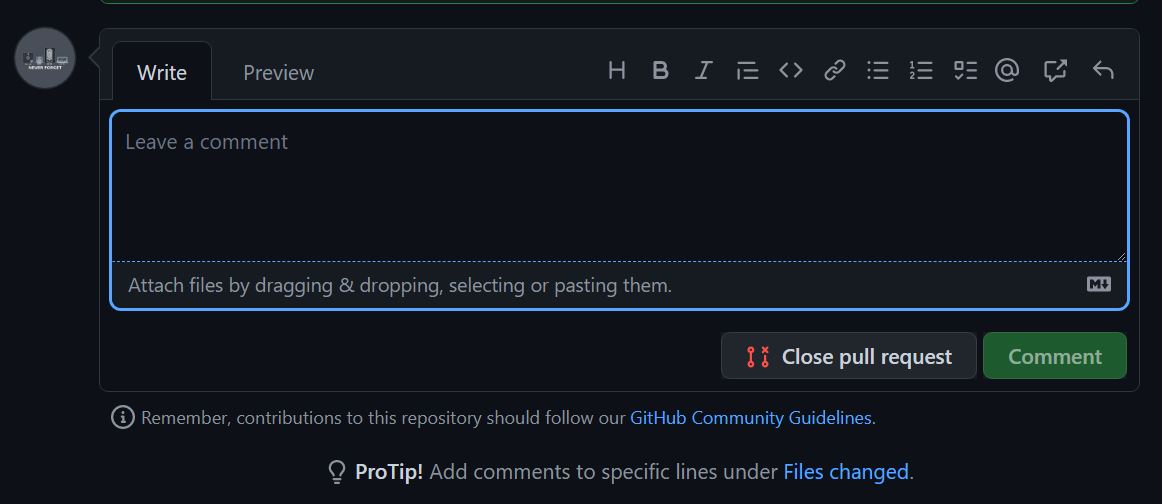 NEVER FORGET
Write
Preview
H B I
1
2
@
Leave a comment
Attach files by dragging & dropping, selecting or pasting them.
M
Close pull request
Comment
Remember, contributions to this repository should follow our GitHub Community Guidelines.
ProTip! Add comments to specific lines under Files changed.